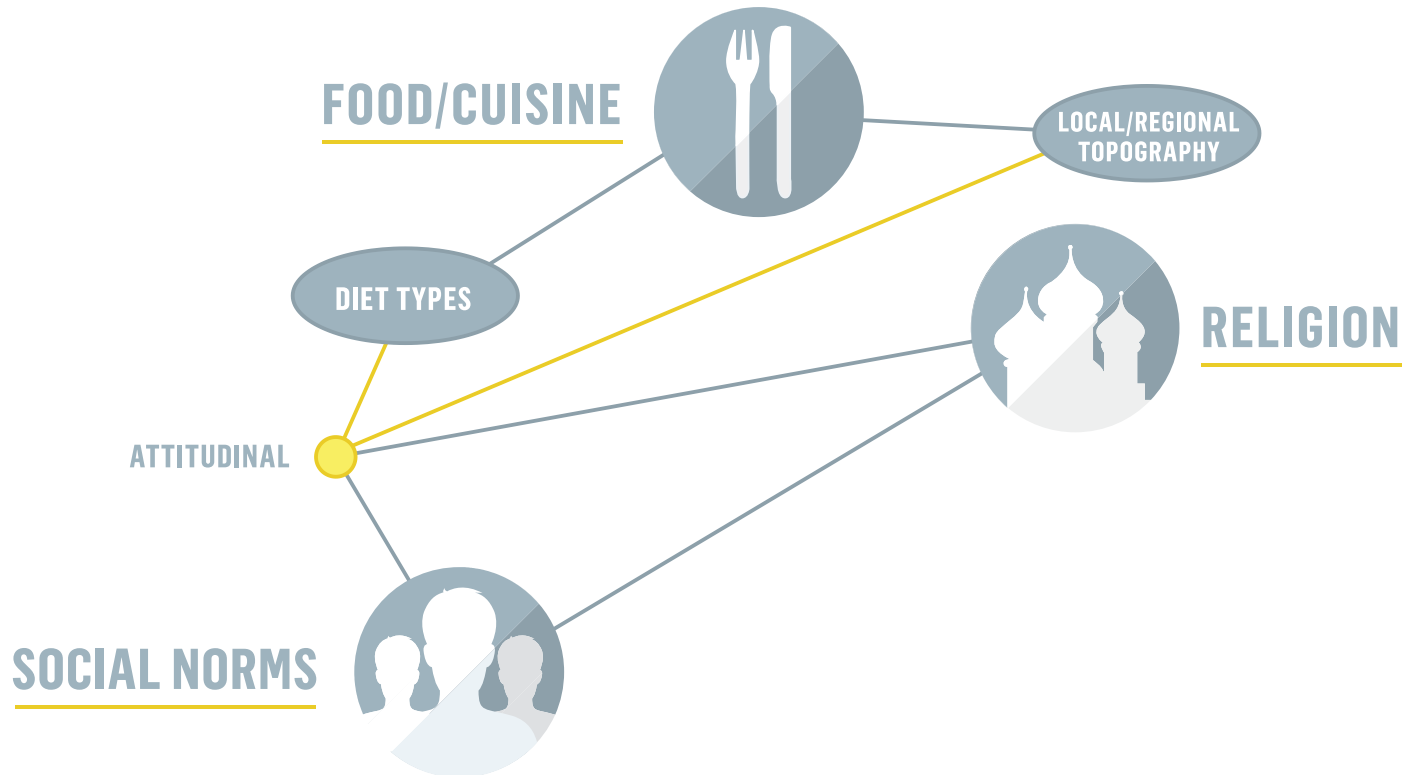 FOOD/CUISINE
LOCAL/REGIONAL
TOPOGRAPHY
DIET TYPES
RELIGION
ATTITUDINAL
SOCIAL NORMS